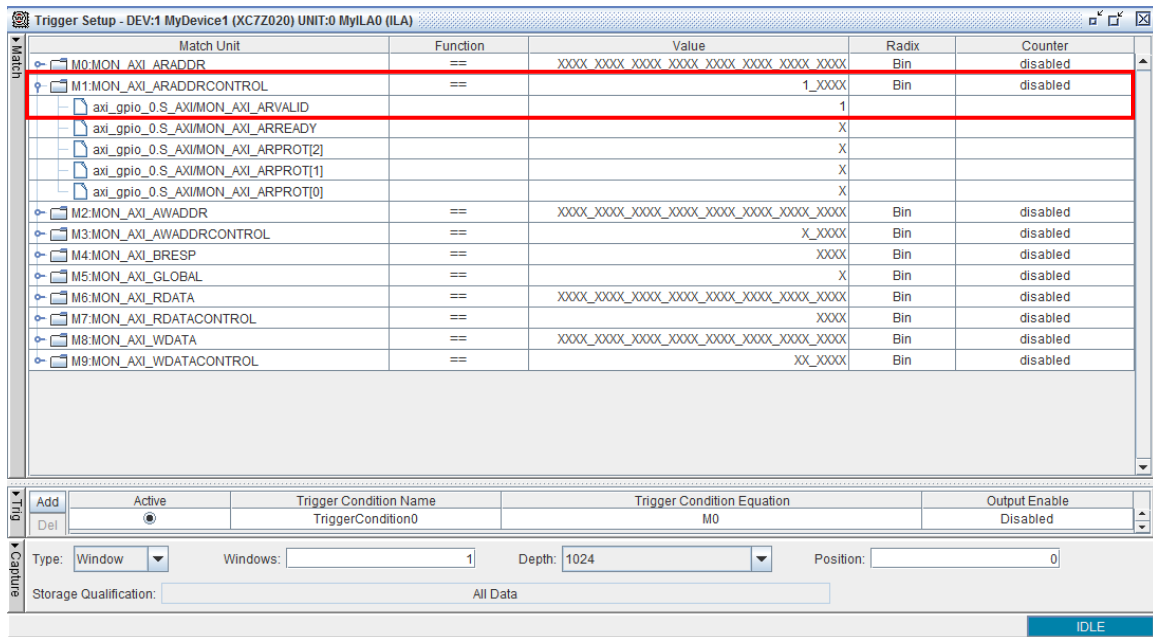 Trigger Setup - DEV:1 MyDevice1 (XC7Z020) UNIT:0 MyILA0 (ILA)
Match
Match Unit Function Value Radix Counter
M0:MON_AXI_ARADDR == XXXX_XXXX_XXXX_XXXX_XXXX_XXXX_XXXX_XXXX Bin disabled
M1:MON_AXI_ARADDRCONTROL == 1_XXXX Bin disabled
axi_gpio_0.S_AXI/MON_AXI_ARVALID 1
axi_gpio_0.S_AXI/MON_AXI_ARREADY X
axi_gpio_0.S_AXI/MON_AXI_ARPROT[2] X
axi_gpio_0.S_AXI/MON_AXI_ARPROT[1] X
axi_gpio_0.S_AXI/MON_AXI_ARPROT[0] X
M2:MON_AXI_AWADDR == XXXX_XXXX_XXXX_XXXX_XXXX_XXXX_XXXX_XXXX Bin disabled
M3:MON_AXI_AWADDRCONTROL == X_XXXX Bin disabled
M4:MON_AXI_BRESP == XXXX Bin disabled
M5:MON_AXI_GLOBAL == X Bin disabled
M6:MON_AXI_RDATA == XXXX_XXXX_XXXX_XXXX_XXXX_XXXX_XXXX_XXXX Bin disabled
M7:MON_AXI_RDATACONTROL == XXXX Bin disabled
M8:MON_AXI_WDATA == XXXX_XXXX_XXXX_XXXX_XXXX_XXXX_XXXX_XXXX Bin disabled
M9:MON_AXI_WDATACONTROL == XX_XXXX Bin disabled
Trig
Add Active Trigger Condition Name Trigger Condition Equation Output Enable
Del TriggerCondition0 M0 Disabled
Capture
Type: Window Windows: 1 Depth: 1024 Position: 0
Storage Qualification: All Data
IDLE